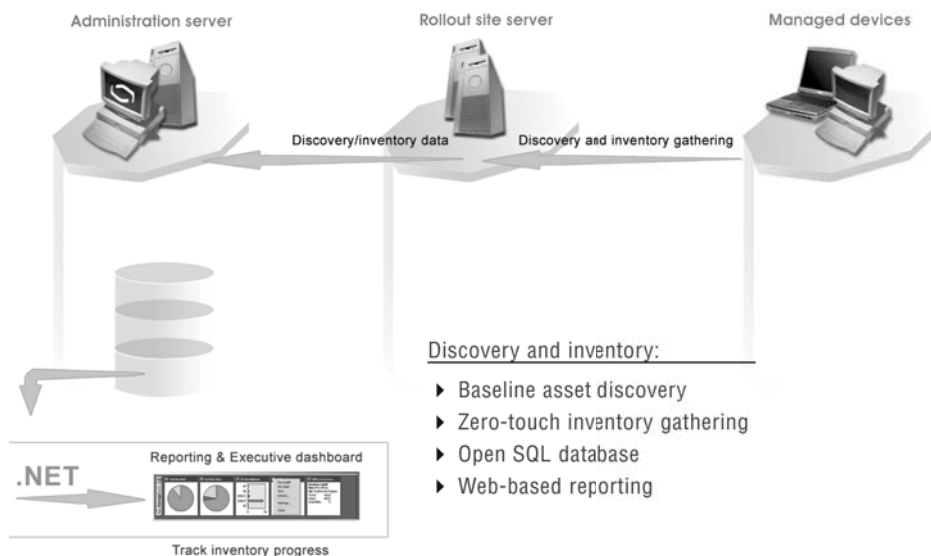 Administration server
Rollout site server
Managed devices
Discovery/inventory data
Discovery and inventory gathering
Discovery and inventory:
Baseline asset discovery
Zero-touch inventory gathering
Open SQL database
Web-based reporting
.NET
Reporting & Executive dashboard
Track inventory progress